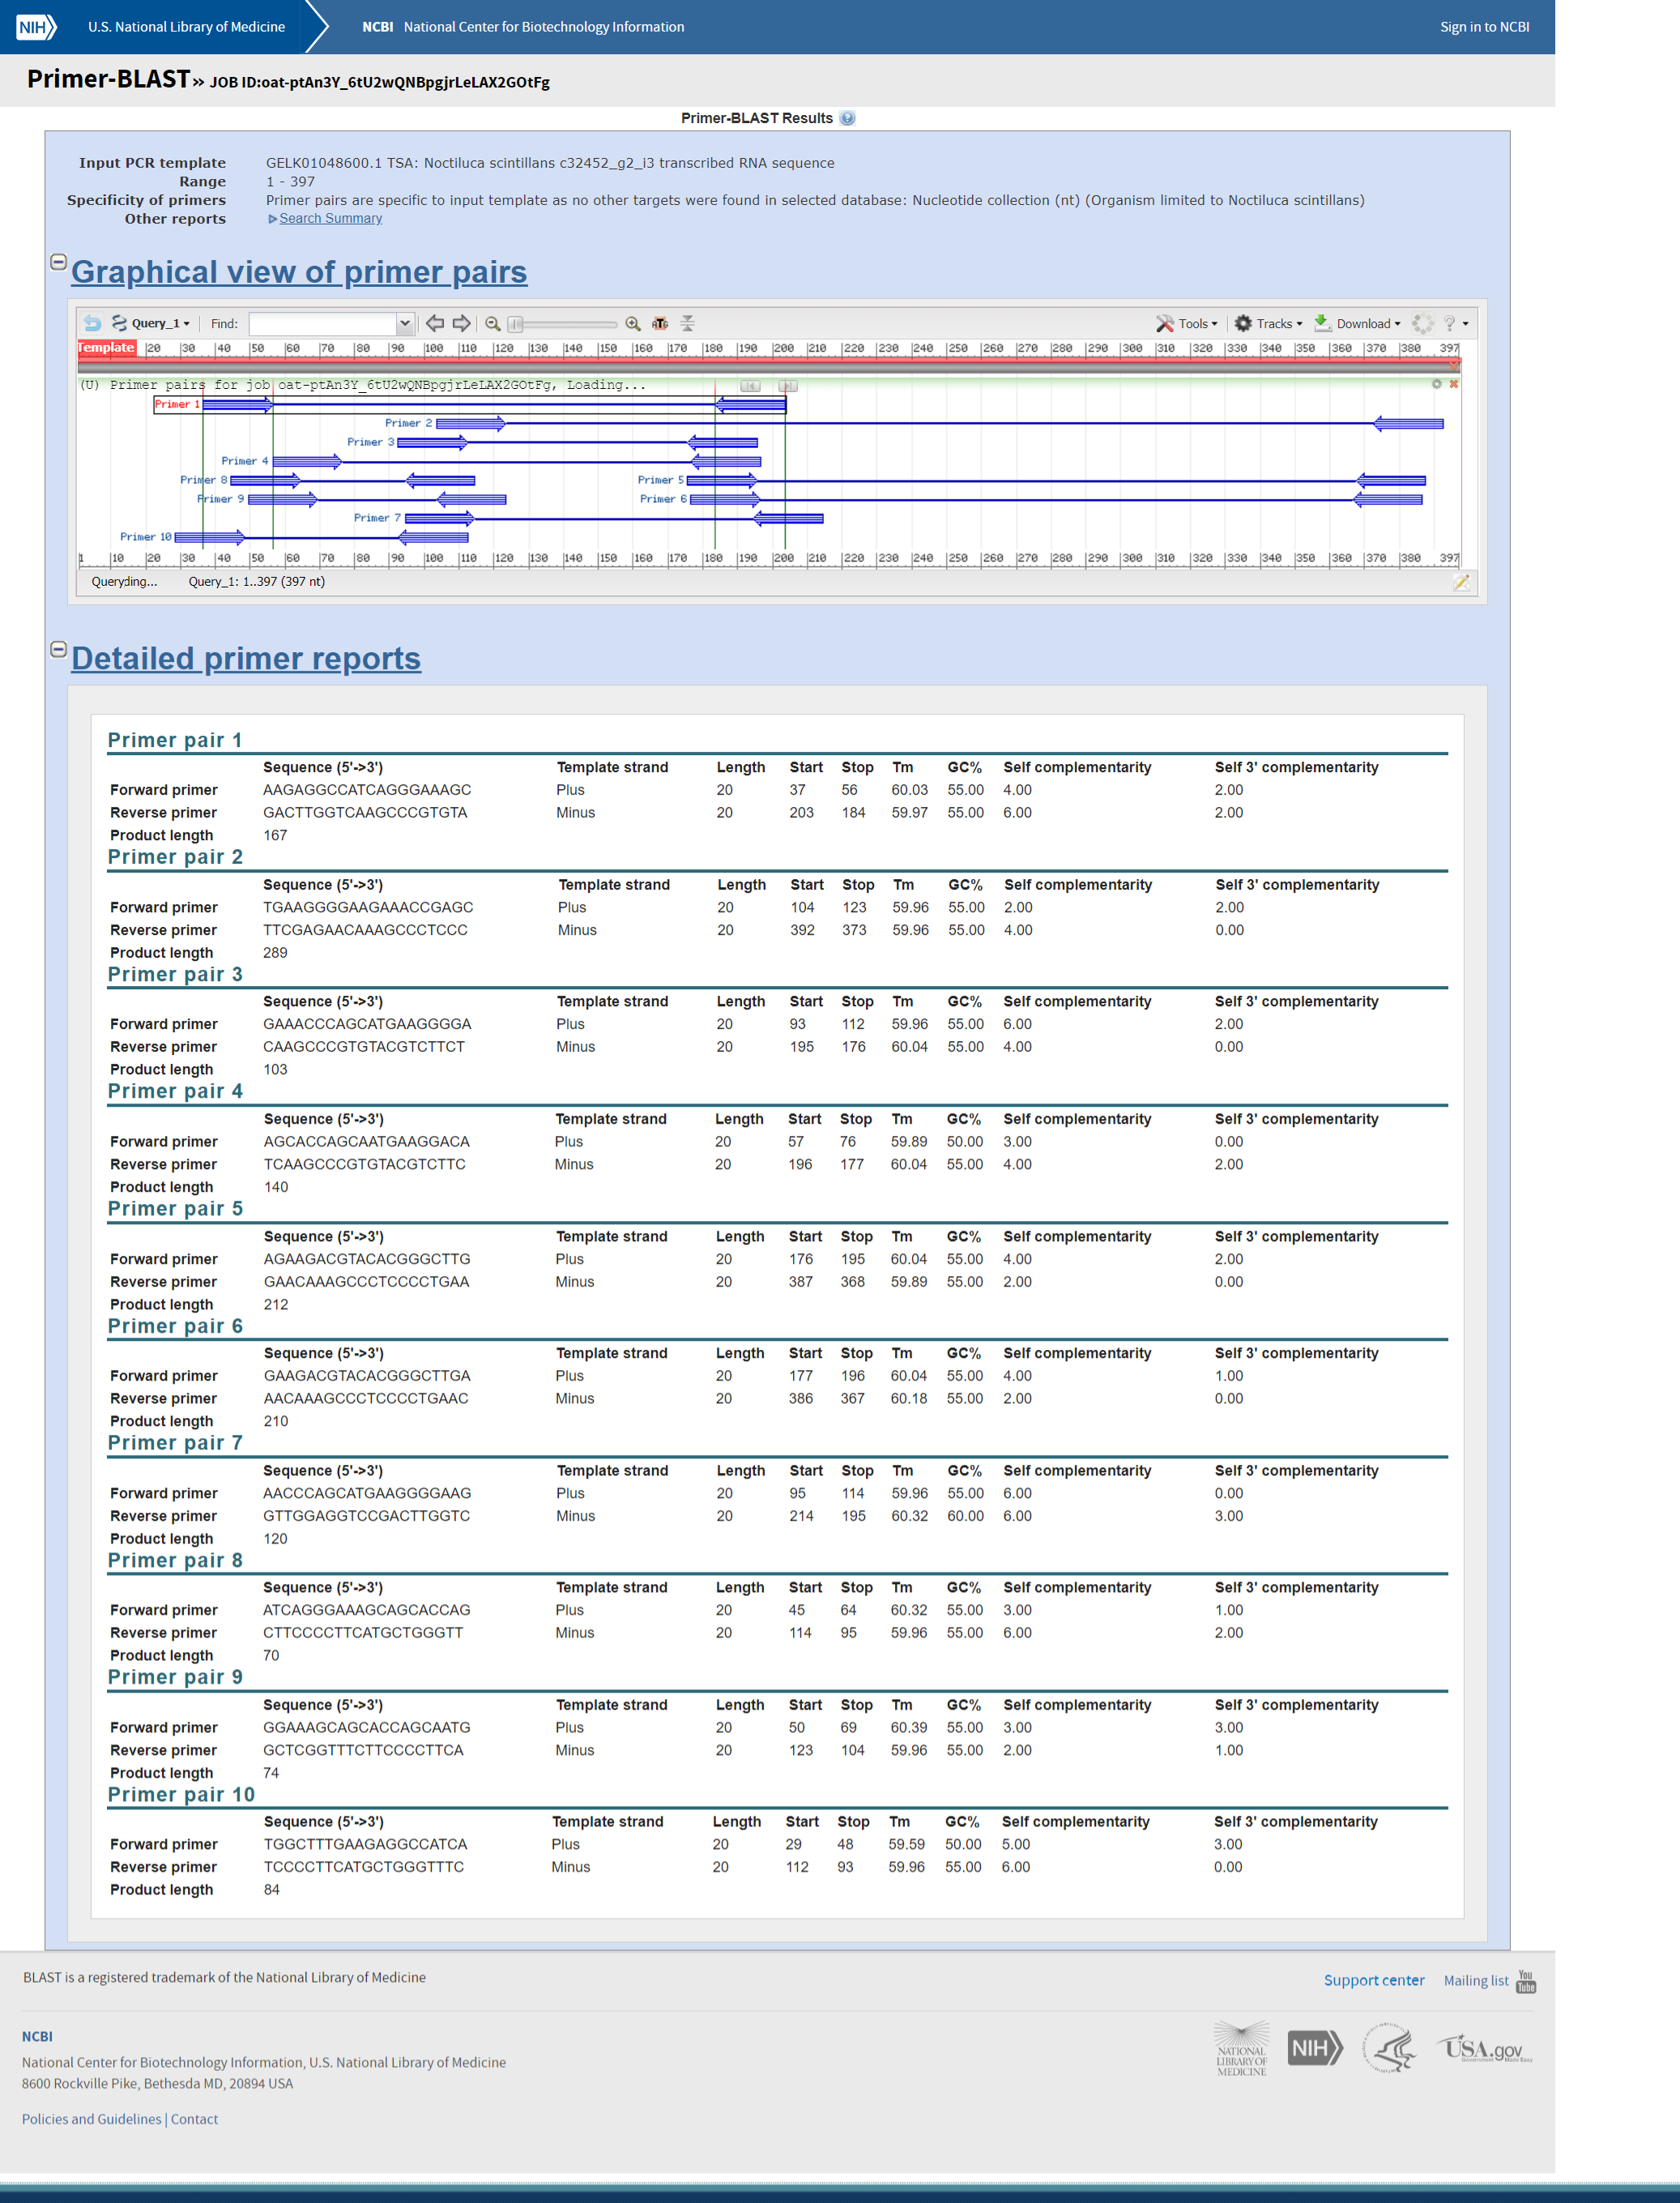 NIH U.S. National Library of Medicine NCBI National Center for Biotechnology Information Sign in to NCBI
Primer-BLAST » JOB ID:oat-ptAn3Y_6tU2wQNBpgjrLeLAX2GOtFg
Primer-BLAST Results
Input PCR template GELK01048600.1 TSA: Noctiluca scintillans c32452_g2_i3 transcribed RNA sequence
Range 1 - 397
Specificity of primers Primer pairs are specific to input template as no other targets were found in selected database: Nucleotide collection (nt) (Organism limited to Noctiluca scintillans)
Other reports Search Summary
Graphical view of primer pairs
Query_1 Find: ATG Tools Tracks Download ?
Template 20 30 40 50 60 70 80 90 100 110 120 130 140 150 160 170 180 190 200 210 220 230 240 250 260 270 280 290 300 310 320 330 340 350 360 370 380 397
(U) Primer pairs for job oat-ptAn3Y_6tU2wQNBpgjrLeLAX2GOtFg, Loading...
Primer 1
Primer 2
Primer 3
Primer 4
Primer 8 Primer 5
Primer 9 Primer 6
Primer 7
Primer 10
1 10 20 30 40 50 60 70 80 90 100 110 120 130 140 150 160 170 180 190 200 210 220 230 240 250 260 270 280 290 300 310 320 330 340 350 360 370 380 397
Queryding... Query_1: 1..397 (397 nt)
Detailed primer reports
Primer pair 1
Sequence (5'->3') Template strand Length Start Stop Tm GC% Self complementarity Self 3' complementarity
Forward primer AAGAGGCCATCAGGGAAAGC Plus 20 37 56 60.03 55.00 4.00 2.00
Reverse primer GACTTGGTCAAGCCCGTGTA Minus 20 203 184 59.97 55.00 6.00 2.00
Product length 167
Primer pair 2
Sequence (5'->3') Template strand Length Start Stop Tm GC% Self complementarity Self 3' complementarity
Forward primer TGAAGGGGAAGAAACCGAGC Plus 20 104 123 59.96 55.00 2.00 2.00
Reverse primer TTCGAGAACAAAGCCCTCCC Minus 20 392 373 59.96 55.00 4.00 0.00
Product length 289
Primer pair 3
Sequence (5'->3') Template strand Length Start Stop Tm GC% Self complementarity Self 3' complementarity
Forward primer GAAACCCAGCATGAAGGGGA Plus 20 93 112 59.96 55.00 6.00 2.00
Reverse primer CAAGCCCGTGTACGTCTTCT Minus 20 195 176 60.04 55.00 4.00 0.00
Product length 103
Primer pair 4
Sequence (5'->3') Template strand Length Start Stop Tm GC% Self complementarity Self 3' complementarity
Forward primer AGCACCAGCAATGAAGGACA Plus 20 57 76 59.89 50.00 3.00 0.00
Reverse primer TCAAGCCCGTGTACGTCTTC Minus 20 196 177 60.04 55.00 4.00 2.00
Product length 140
Primer pair 5
Sequence (5'->3') Template strand Length Start Stop Tm GC% Self complementarity Self 3' complementarity
Forward primer AGAAGACGTACACGGGCTTG Plus 20 176 195 60.04 55.00 4.00 2.00
Reverse primer GAACAAAGCCCTCCCCTGAA Minus 20 387 368 59.89 55.00 2.00 0.00
Product length 212
Primer pair 6
Sequence (5'->3') Template strand Length Start Stop Tm GC% Self complementarity Self 3' complementarity
Forward primer GAAGACGTACACGGGCTTGA Plus 20 177 196 60.04 55.00 4.00 1.00
Reverse primer AACAAAGCCCTCCCCTGAAC Minus 20 386 367 60.18 55.00 2.00 0.00
Product length 210
Primer pair 7
Sequence (5'->3') Template strand Length Start Stop Tm GC% Self complementarity Self 3' complementarity
Forward primer AACCCAGCATGAAGGGGAAG Plus 20 95 114 59.96 55.00 6.00 0.00
Reverse primer GTTGGAGGTCCGACTTGGTC Minus 20 214 195 60.32 60.00 6.00 3.00
Product length 120
Primer pair 8
Sequence (5'->3') Template strand Length Start Stop Tm GC% Self complementarity Self 3' complementarity
Forward primer ATCAGGGAAAGCAGCACCAG Plus 20 45 64 60.32 55.00 3.00 1.00
Reverse primer CTTCCCCTTCATGCTGGGTT Minus 20 114 95 59.96 55.00 6.00 2.00
Product length 70
Primer pair 9
Sequence (5'->3') Template strand Length Start Stop Tm GC% Self complementarity Self 3' complementarity
Forward primer GGAAAGCAGCACCAGCAATG Plus 20 50 69 60.39 55.00 3.00 3.00
Reverse primer GCTCGGTTTCTTCCCCTTCA Minus 20 123 104 59.96 55.00 2.00 1.00
Product length 74
Primer pair 10
Sequence (5'->3') Template strand Length Start Stop Tm GC% Self complementarity Self 3' complementarity
Forward primer TGGCTTTGAAGAGGCCATCA Plus 20 29 48 59.59 50.00 5.00 3.00
Reverse primer TCCCCTTCATGCTGGGTTTC Minus 20 112 93 59.96 55.00 6.00 0.00
Product length 84
BLAST is a registered trademark of the National Library of Medicine Support center Mailing list You Tube
NCBI
National Center for Biotechnology Information, U.S. National Library of Medicine
8600 Rockville Pike, Bethesda MD, 20894 USA
Policies and Guidelines | Contact
NATIONAL LIBRARY OF MEDICINE NIH USA.gov Government Made Easy